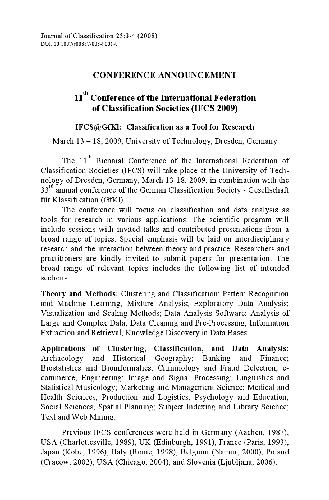 Journal of Classification 25:3-4 (2008)
CONFERENCE ANNOUNCEMENT
11th Conference of the International Federation
of Classification Societies (IFCS 2009)
IFCS@GfKl: Classification as a Tool for Research
March 13 – 18, 2009, University of Technology, Dresden, Germany
The 11th Biennial Conference of the International Federation of
Classification Societies (IFCS) will take place at the University of Tech-
nology of Dresden, Germany, March 13-18, 2009, in combination with the
33rd annual conference of the German Classification Society - Gesellschaft
für Klassifikation (GfKl).
The conference will focus on classification and data analysis as
tools for research in various applications. The scientific program will
include sessions with invited talks and contributed presentations from a
broad range of topics. Special emphasis will be laid on interdisciplinary
research and the interaction between theory and practice. Researchers and
practitioners are kindly invited to submit papers for presentation. The
broad range of relevant topics includes the following list of intended
sections.
Theory and Methods: Clustering and Classification; Pattern Recognition
and Machine Learning; Mixture Analysis; Exploratory Data Analysis;
Visualization and Scaling Methods; Data Analysis Software; Analysis of
Large and Complex Data; Data Cleaning and Pre-Processing; Information
Extraction and Retrieval; Knowledge Discovery in Data Bases.
Applications of Clustering, Classification, and Data Analysis:
Archaeology and Historical Geography; Banking and Finance;
Biostatistics and Bioinformatics; Criminology and Fraud Detection; e-
commerce; Engineering; Image and Signal Processing; Linguistics and
Statistical Musicology; Marketing and Management Science; Medical and
Health Sciences; Production and Logistics; Psychology and Education;
Social Sciences; Spatial Planning; Subject Indexing and Library Science;
Text and Web Mining.
Previous IFCS conferences were held in Germany (Aachen, 1987),
USA (Charlottesville, 1989), UK (Edinburgh, 1991), France (Paris, 1993),
Japan (Kobe, 1996), Italy (Rome, 1998), Belgium (Namur, 2000), Poland
(Cracow, 2002), USA (Chicago, 2004), and Slovenia (Ljubljana, 2006).